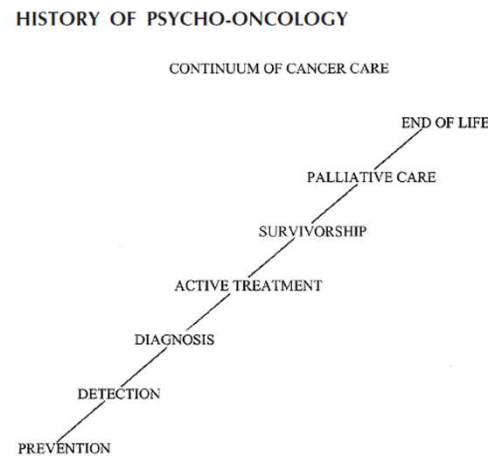 HISTORY OF PSYCHO-ONCOLOGY
CONTINUUM OF CANCER CARE
END OF LIFE
PALLIATIVE CARE
SURVIVORSHIP
ACTIVE TREATMENT
DIAGNOSIS
DETECTION
PREVENTION